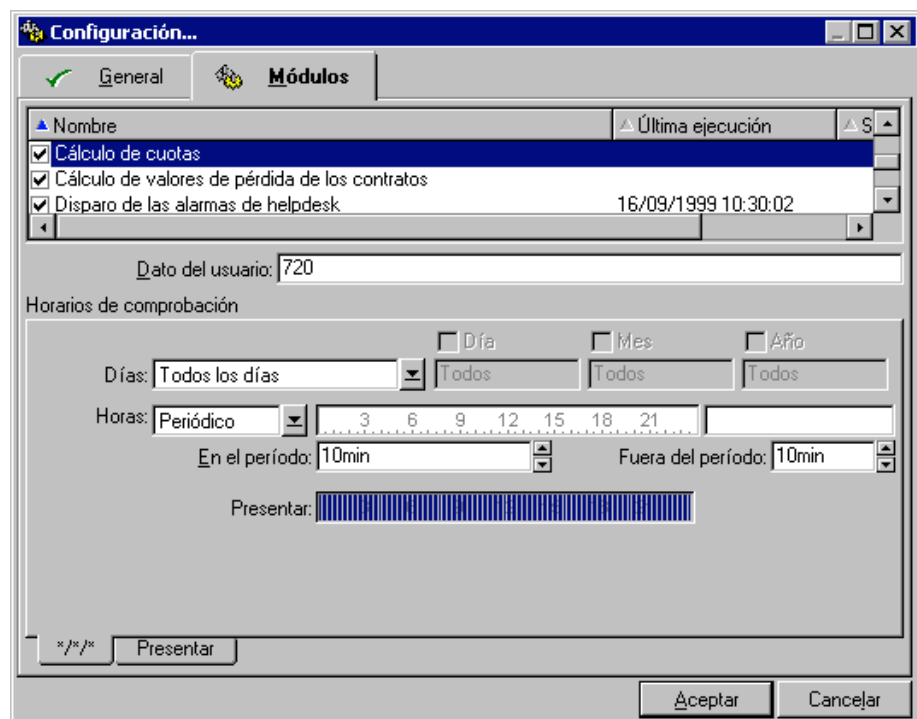 Configuración...
General Módulos
Nombre Última ejecución S
Cálculo de cuotas
Cálculo de valores de pérdida de los contratos
Disparo de las alarmas de helpdesk 16/09/1999 10:30:02
Dato del usuario: 720
Horarios de comprobación
Día Mes Año
Días: Todos los días Todos Todos Todos
Horas: Periódico 3 6 9 12 15 18 21
En el período: 10min Fuera del período: 10min
Presentar:
*/*/* Presentar
Aceptar Cancelar